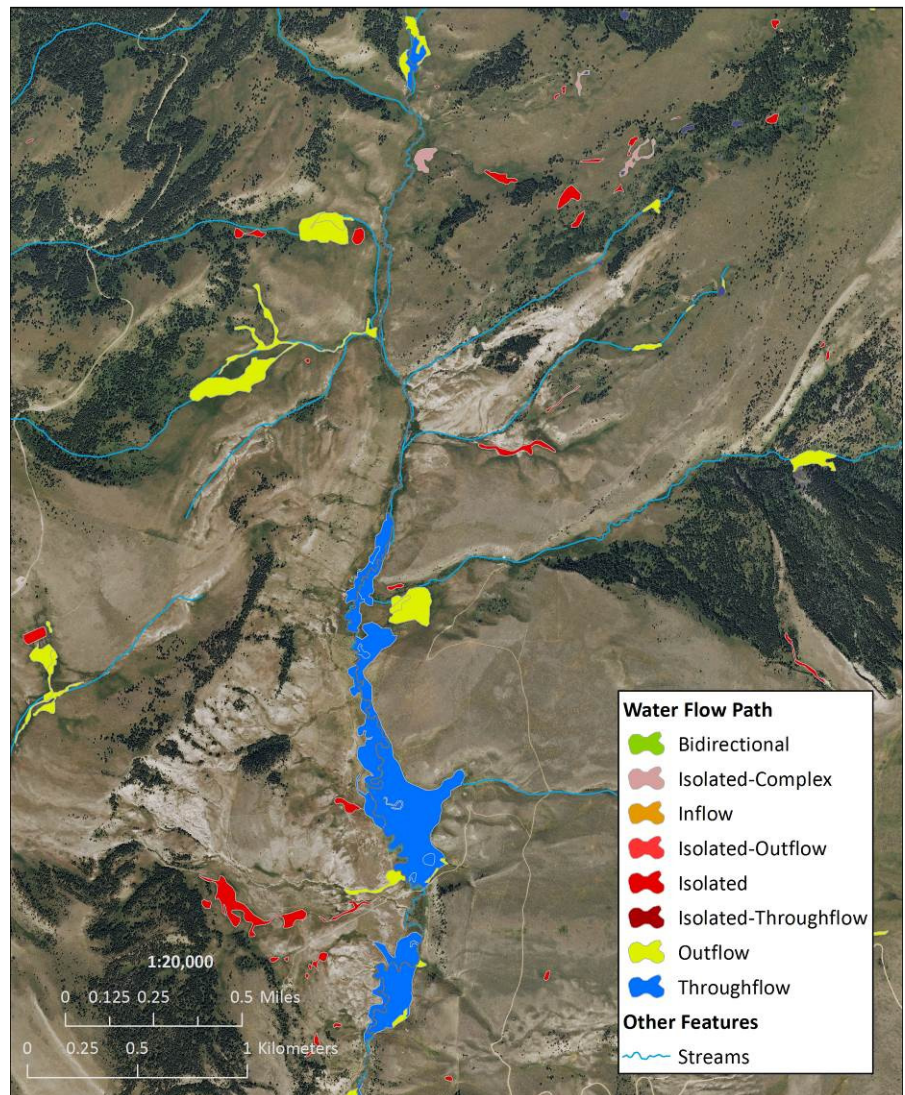 Water Flow Path
Bidirectional
Isolated-Complex
Inflow
Isolated-Outflow
Isolated
Isolated-Throughflow
Outflow
Throughflow
Other Features
Streams
1:20,000
0 0.125 0.25 0.5 Miles
0 0.25 0.5 1 Kilometers